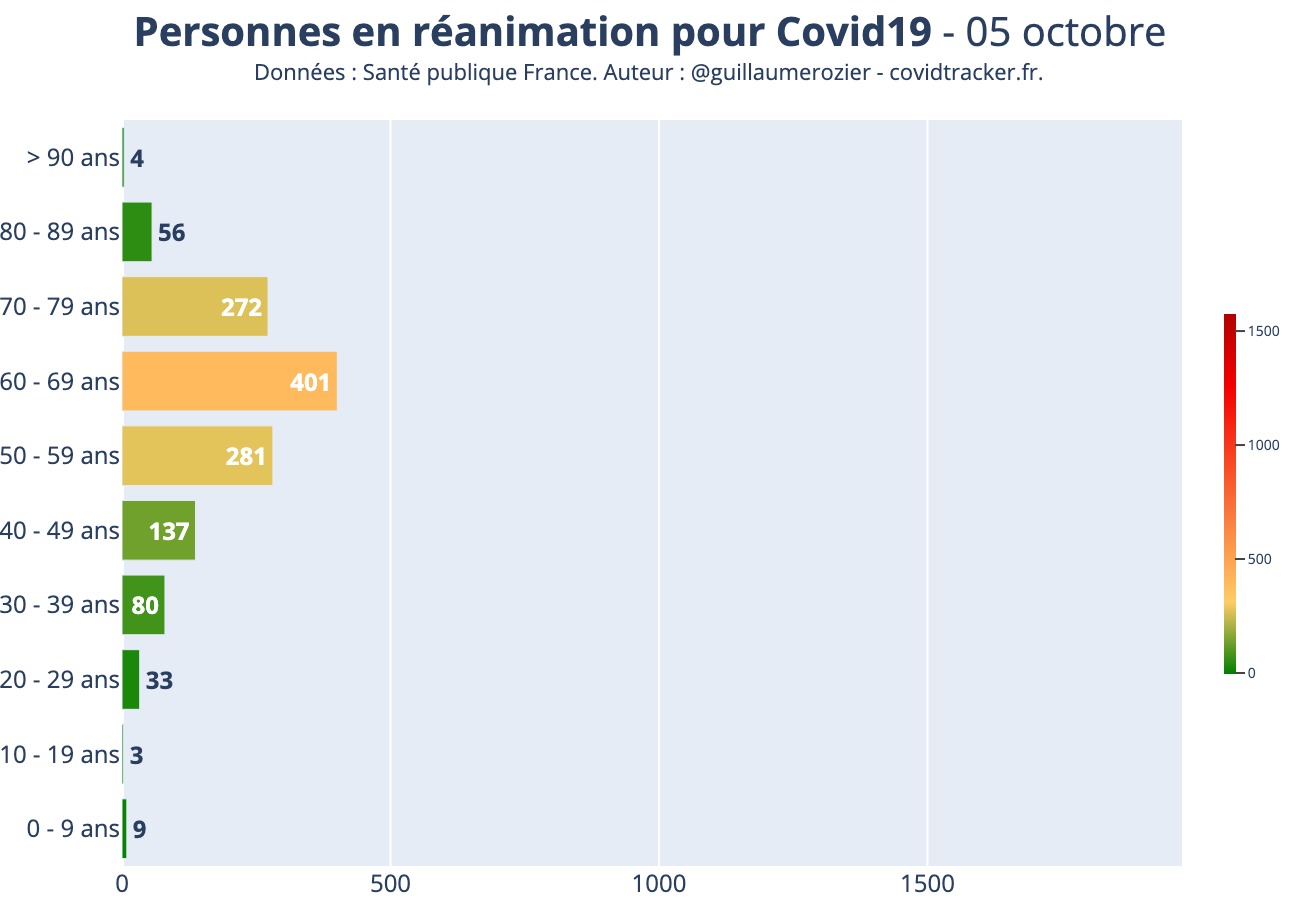 Personnes en réanimation pour Covid19 - 05 octobre
Données : Santé publique France. Auteur : @guillaumerozier - covidtracker.fr.
> 90 ans 4
80 - 89 ans 56
70 - 79 ans 272
60 - 69 ans 401
50 - 59 ans 281
40 - 49 ans 137
30 - 39 ans 80
20 - 29 ans 33
10 - 19 ans 3
0 - 9 ans 9
0 500 1000 1500
1500
1000
500
0